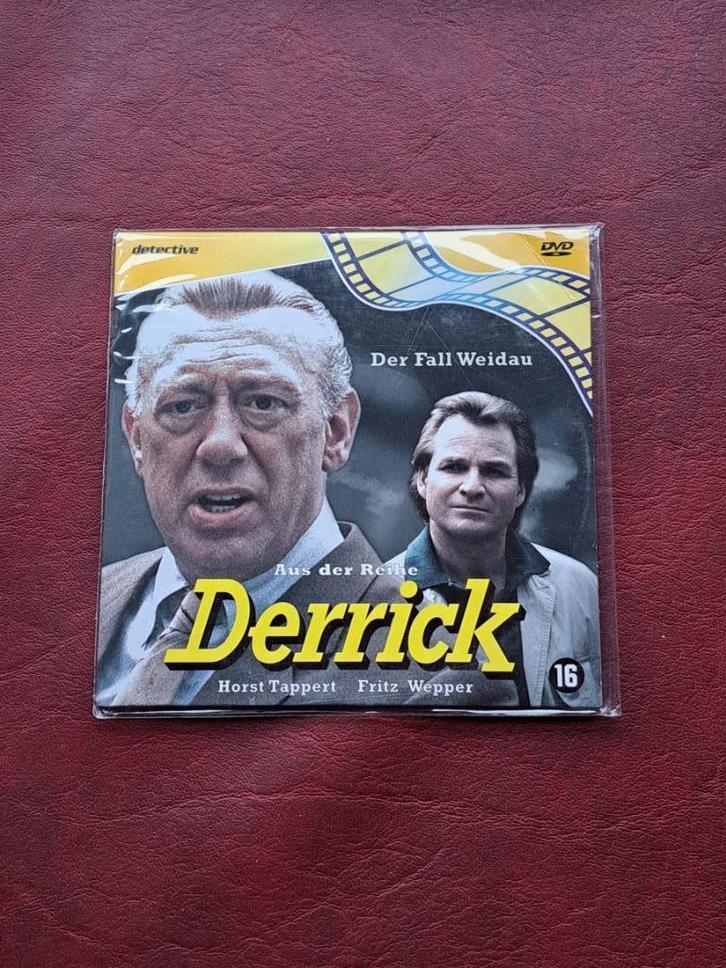 detective
DVD
Der Fall Weidau
Aus der Reihe
Derrick
Horst Tappert Fritz Wepper
16